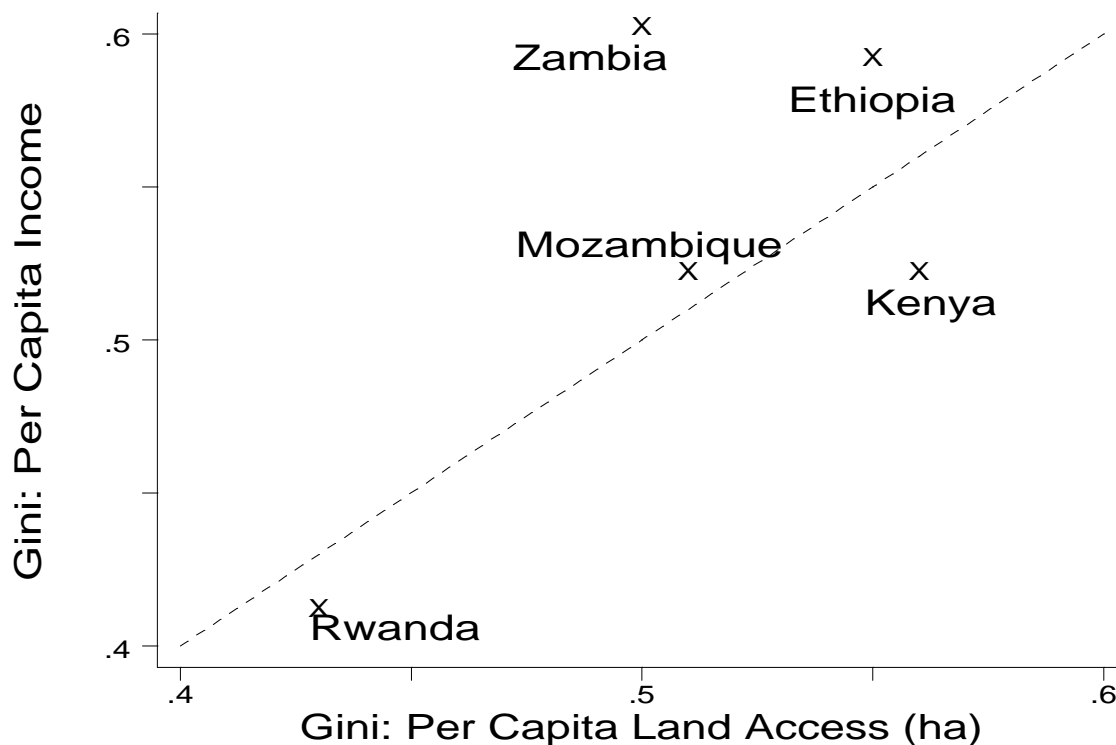 .6
x
Zambia
x
Ethiopia
Mozambique
x
x
Kenya
.5
x
Rwanda
.4
Gini: Per Capita Income
.4
.5
.6
Gini: Per Capita Land Access (ha)